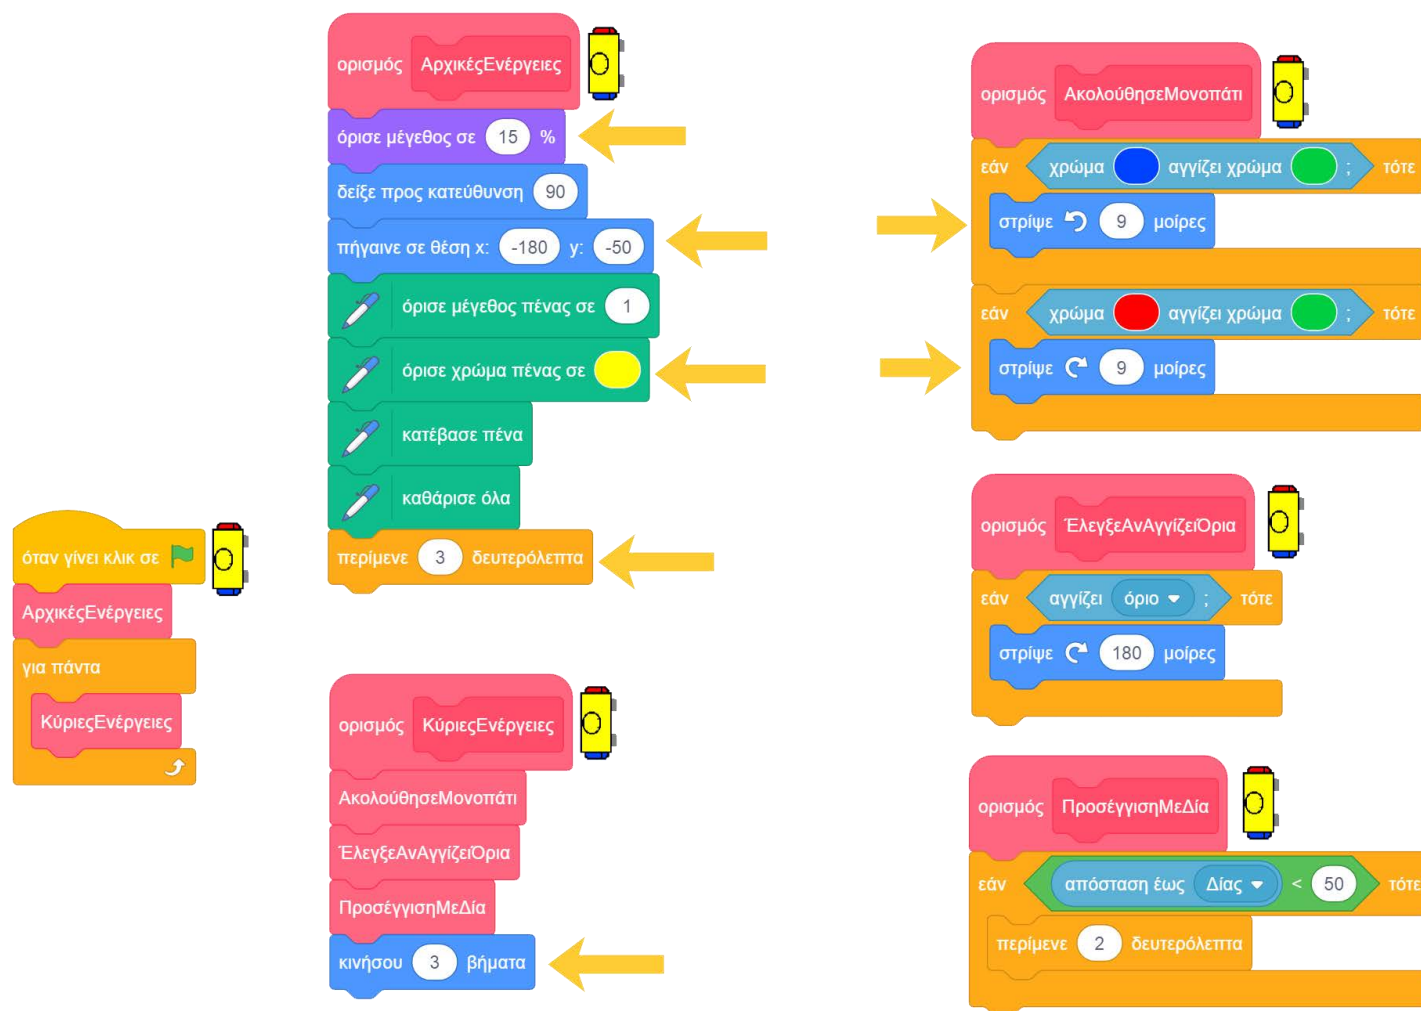 όταν γίνει κλικ σε
ΑρχικέςΕνέργειες
για πάντα
ΚύριεςΕνέργειες
ορισμός ΑρχικέςΕνέργειες
όρισε μέγεθος σε 15 %
δείξε προς κατεύθυνση 90
πήγαινε σε θέση x: -180 y: -50
όρισε μέγεθος πένας σε 1
όρισε χρώμα πένας σε
κατέβασε πένα
καθάρισε όλα
περίμενε 3 δευτερόλεπτα
ορισμός ΚύριεςΕνέργειες
ΑκολούθησεΜονοπάτι
ΈλεγξεΑνΑγγίζειΌρια
ΠροσέγγισηΜεΔία
κινήσου 3 βήματα
ορισμός ΑκολούθησεΜονοπάτι
εάν χρώμα αγγίζει χρώμα ; τότε
στρίψε 9 μοίρες
εάν χρώμα αγγίζει χρώμα ; τότε
στρίψε 9 μοίρες
ορισμός ΈλεγξεΑνΑγγίζειΌρια
εάν αγγίζει όριο ; τότε
στρίψε 180 μοίρες
ορισμός ΠροσέγγισηΜεΔία
εάν απόσταση έως Δίας < 50 τότε
περίμενε 2 δευτερόλεπτα